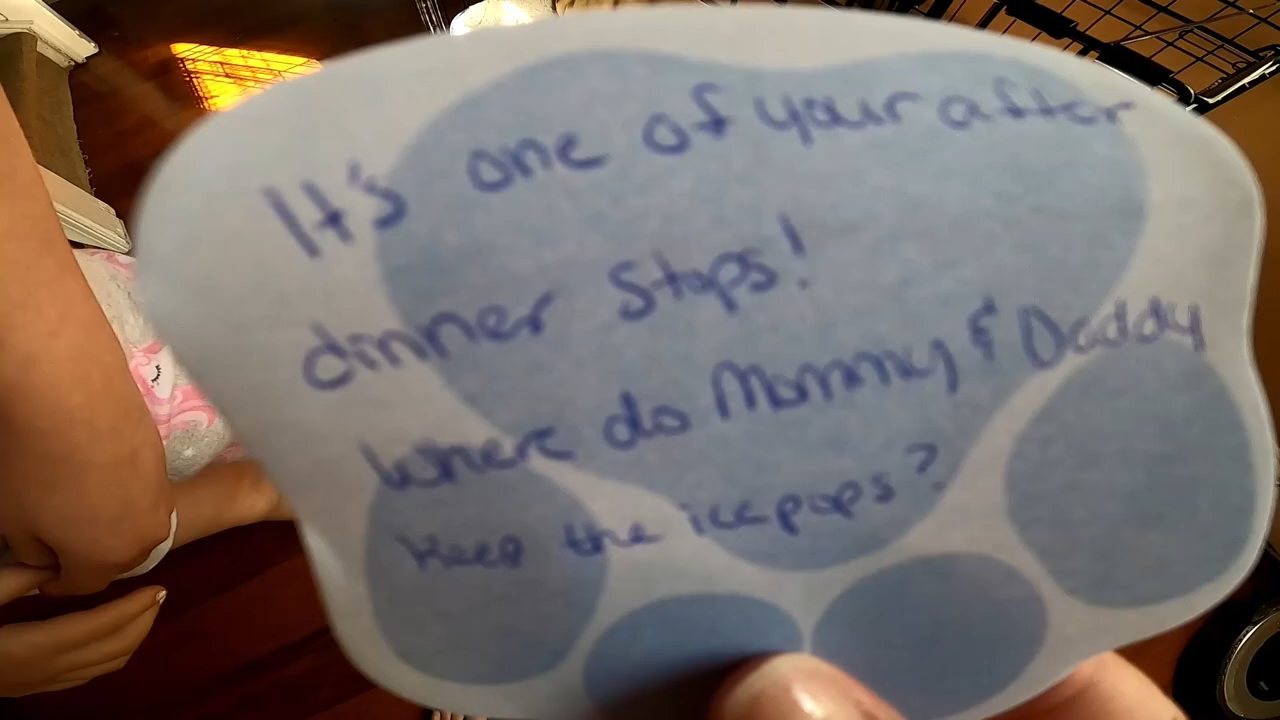 It's one of your after
dinner stops!
Where do Mommy & Daddy
Keep the icepops?